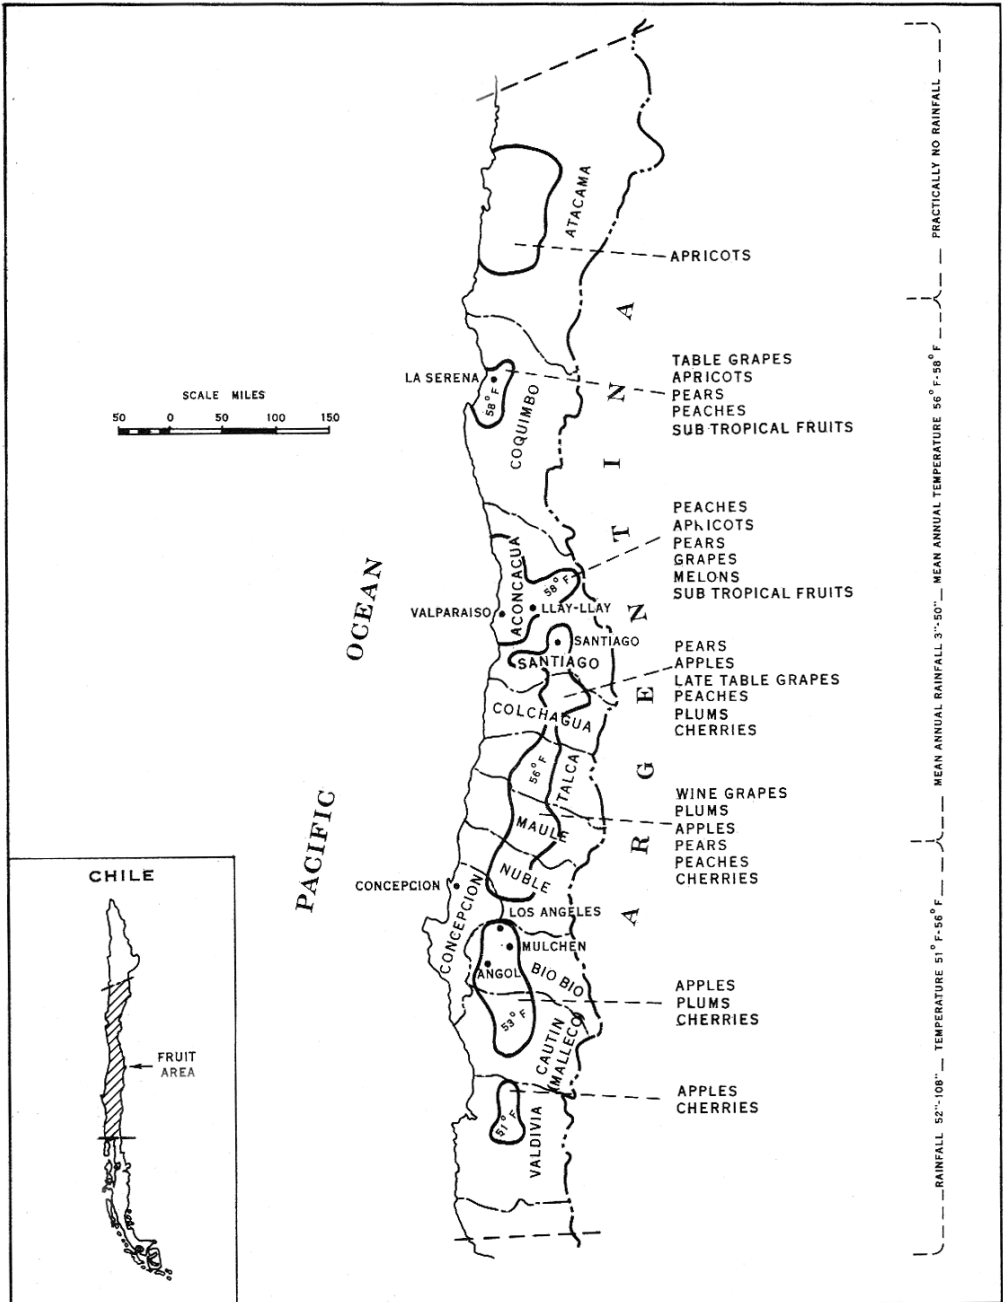 ATACAMA
APRICOTS
PRACTICALLY NO RAINFALL
LA SERENA
58° F
COQUIMBO
TABLE GRAPES
APRICOTS
PEARS
PEACHES
SUB TROPICAL FRUITS
SCALE MILES
50 0 50 100 150
MEAN ANNUAL RAINFALL 3"-50" MEAN ANNUAL TEMPERATURE 56° F-58° F
PEACHES
APRICOTS
PEARS
GRAPES
MELONS
SUB TROPICAL FRUITS
ACONCAGUA
58° F
VALPARAISO
LLAY-LLAY
SANTIAGO
SANTIAGO
PEARS
APPLES
LATE TABLE GRAPES
PEACHES
PLUMS
CHERRIES
COLCHAGUA
56° F
TALCA
MAULE
WINE GRAPES
PLUMS
APPLES
PEARS
PEACHES
CHERRIES
NUBLE
PACIFIC OCEAN
ARGENTINA
CONCEPCION
CONCEPCION
LOS ANGELES
MULCHEN
ANGOL
BIO BIO
53° F
CAUTIN
(MALLECO)
APPLES
PLUMS
CHERRIES
RAINFALL 52"-108" TEMPERATURE 51° F-56° F
51° F
VALDIVIA
APPLES
CHERRIES
CHILE
FRUIT
AREA